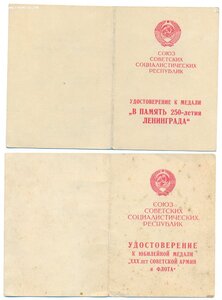 СОЮЗ
СОВЕТСКИХ
СОЦИАЛИСТИЧЕСКИХ
РЕСПУБЛИК
УДОСТОВЕРЕНИЕ К МЕДАЛИ
„В ПАМЯТЬ 250-летия
ЛЕНИНГРАДА"
СОЮЗ
СОВЕТСКИХ
СОЦИАЛИСТИЧЕСКИХ
РЕСПУБЛИК
УДОСТОВЕРЕНИЕ
К ЮБИЛЕЙНОЙ МЕДАЛИ
„XXX лет СОВЕТСКОЙ АРМИИ
и ФЛОТА"